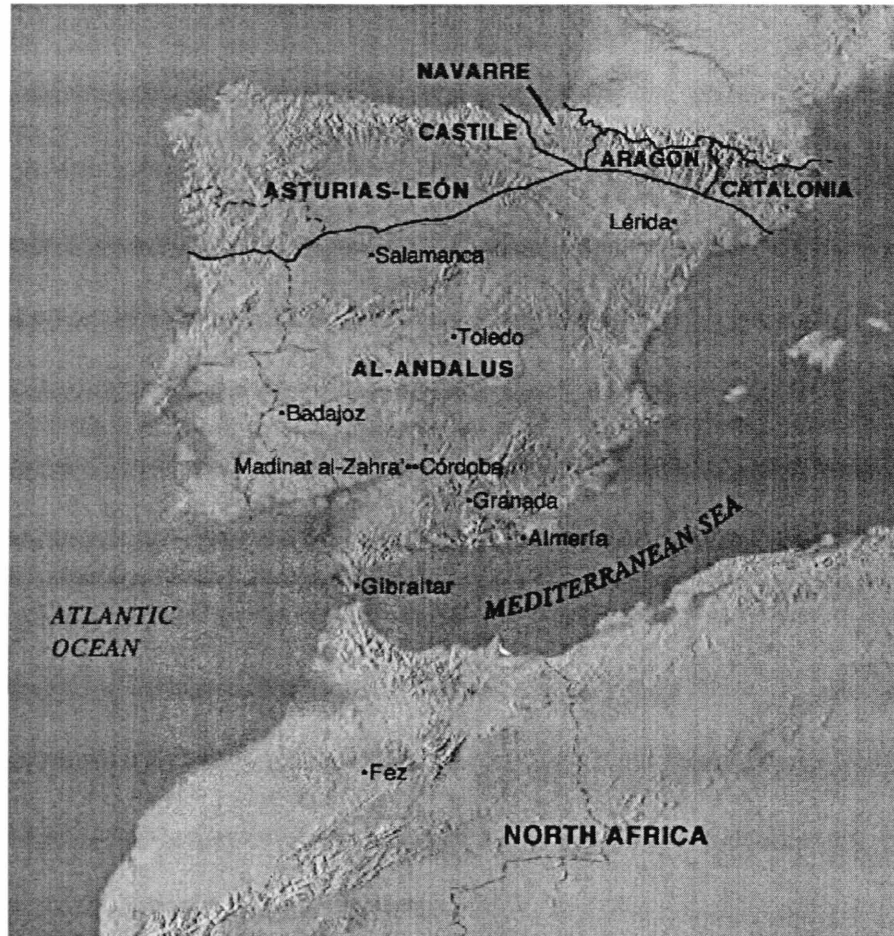 NAVARRE
CASTILE
ARAGON
ASTURIAS-LEÓN
CATALONIA
Lérida
Salamanca
Toledo
AL-ANDALUS
Badajoz
Madinat al-Zahra'
Córdoba
Granada
Almería
MEDITERRANEAN SEA
Gibraltar
ATLANTIC
OCEAN
Fez
NORTH AFRICA